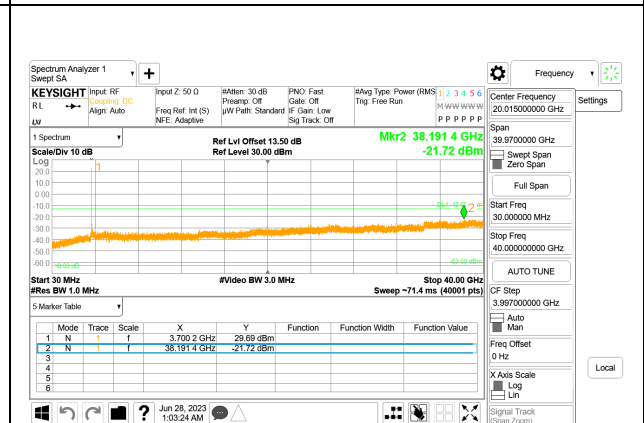 Spectrum Analyzer 1
Swept SA
Frequency
KEYSIGHT
RL
Input: RF
Coupling: DC
Align: Auto
Input Z: 50 Ω
Freq Ref: Int (S)
NFE: Adaptive
#Atten: 30 dB
Preamp: Off
µW Path: Standard
PNO: Fast
Gate: Off
IF Gain: Low
Sig Track: Off
#Avg Type: Power (RMS
Trig: Free Run
1 2 3 4 5 6
M W W W W W
P P P P P P
1 Spectrum
Scale/Div 10 dB
Ref Lvl Offset 13.50 dB
Ref Level 30.00 dBm
Mkr2 38.191 4 GHz
-21.72 dBm
Log
20.0
10.0
0.00
-10.0
-20.0
-30.0
-40.0
-50.0
-60.0
1
2
Start 30 MHz
#Res BW 1.0 MHz
#Video BW 3.0 MHz
Stop 40.00 GHz
Sweep ~71.4 ms (40001 pts)
5 Marker Table
Mode Trace Scale X Y Function Function Width Function Value
1 N 1 f 3.700 2 GHz 29.69 dBm
2 N 1 f 38.191 4 GHz -21.72 dBm
3
4
5
6
Jun 28, 2023
1:03:24 AM
?
Center Frequency
20.015000000 GHz
Settings
Span
39.9700000 GHz
Swept Span
Zero Span
Full Span
Start Freq
30.000000 MHz
Stop Freq
40.000000000 GHz
AUTO TUNE
CF Step
3.997000000 GHz
Auto
Man
Freq Offset
0 Hz
X Axis Scale
Log
Lin
Signal Track
(Span Zoom)
Local